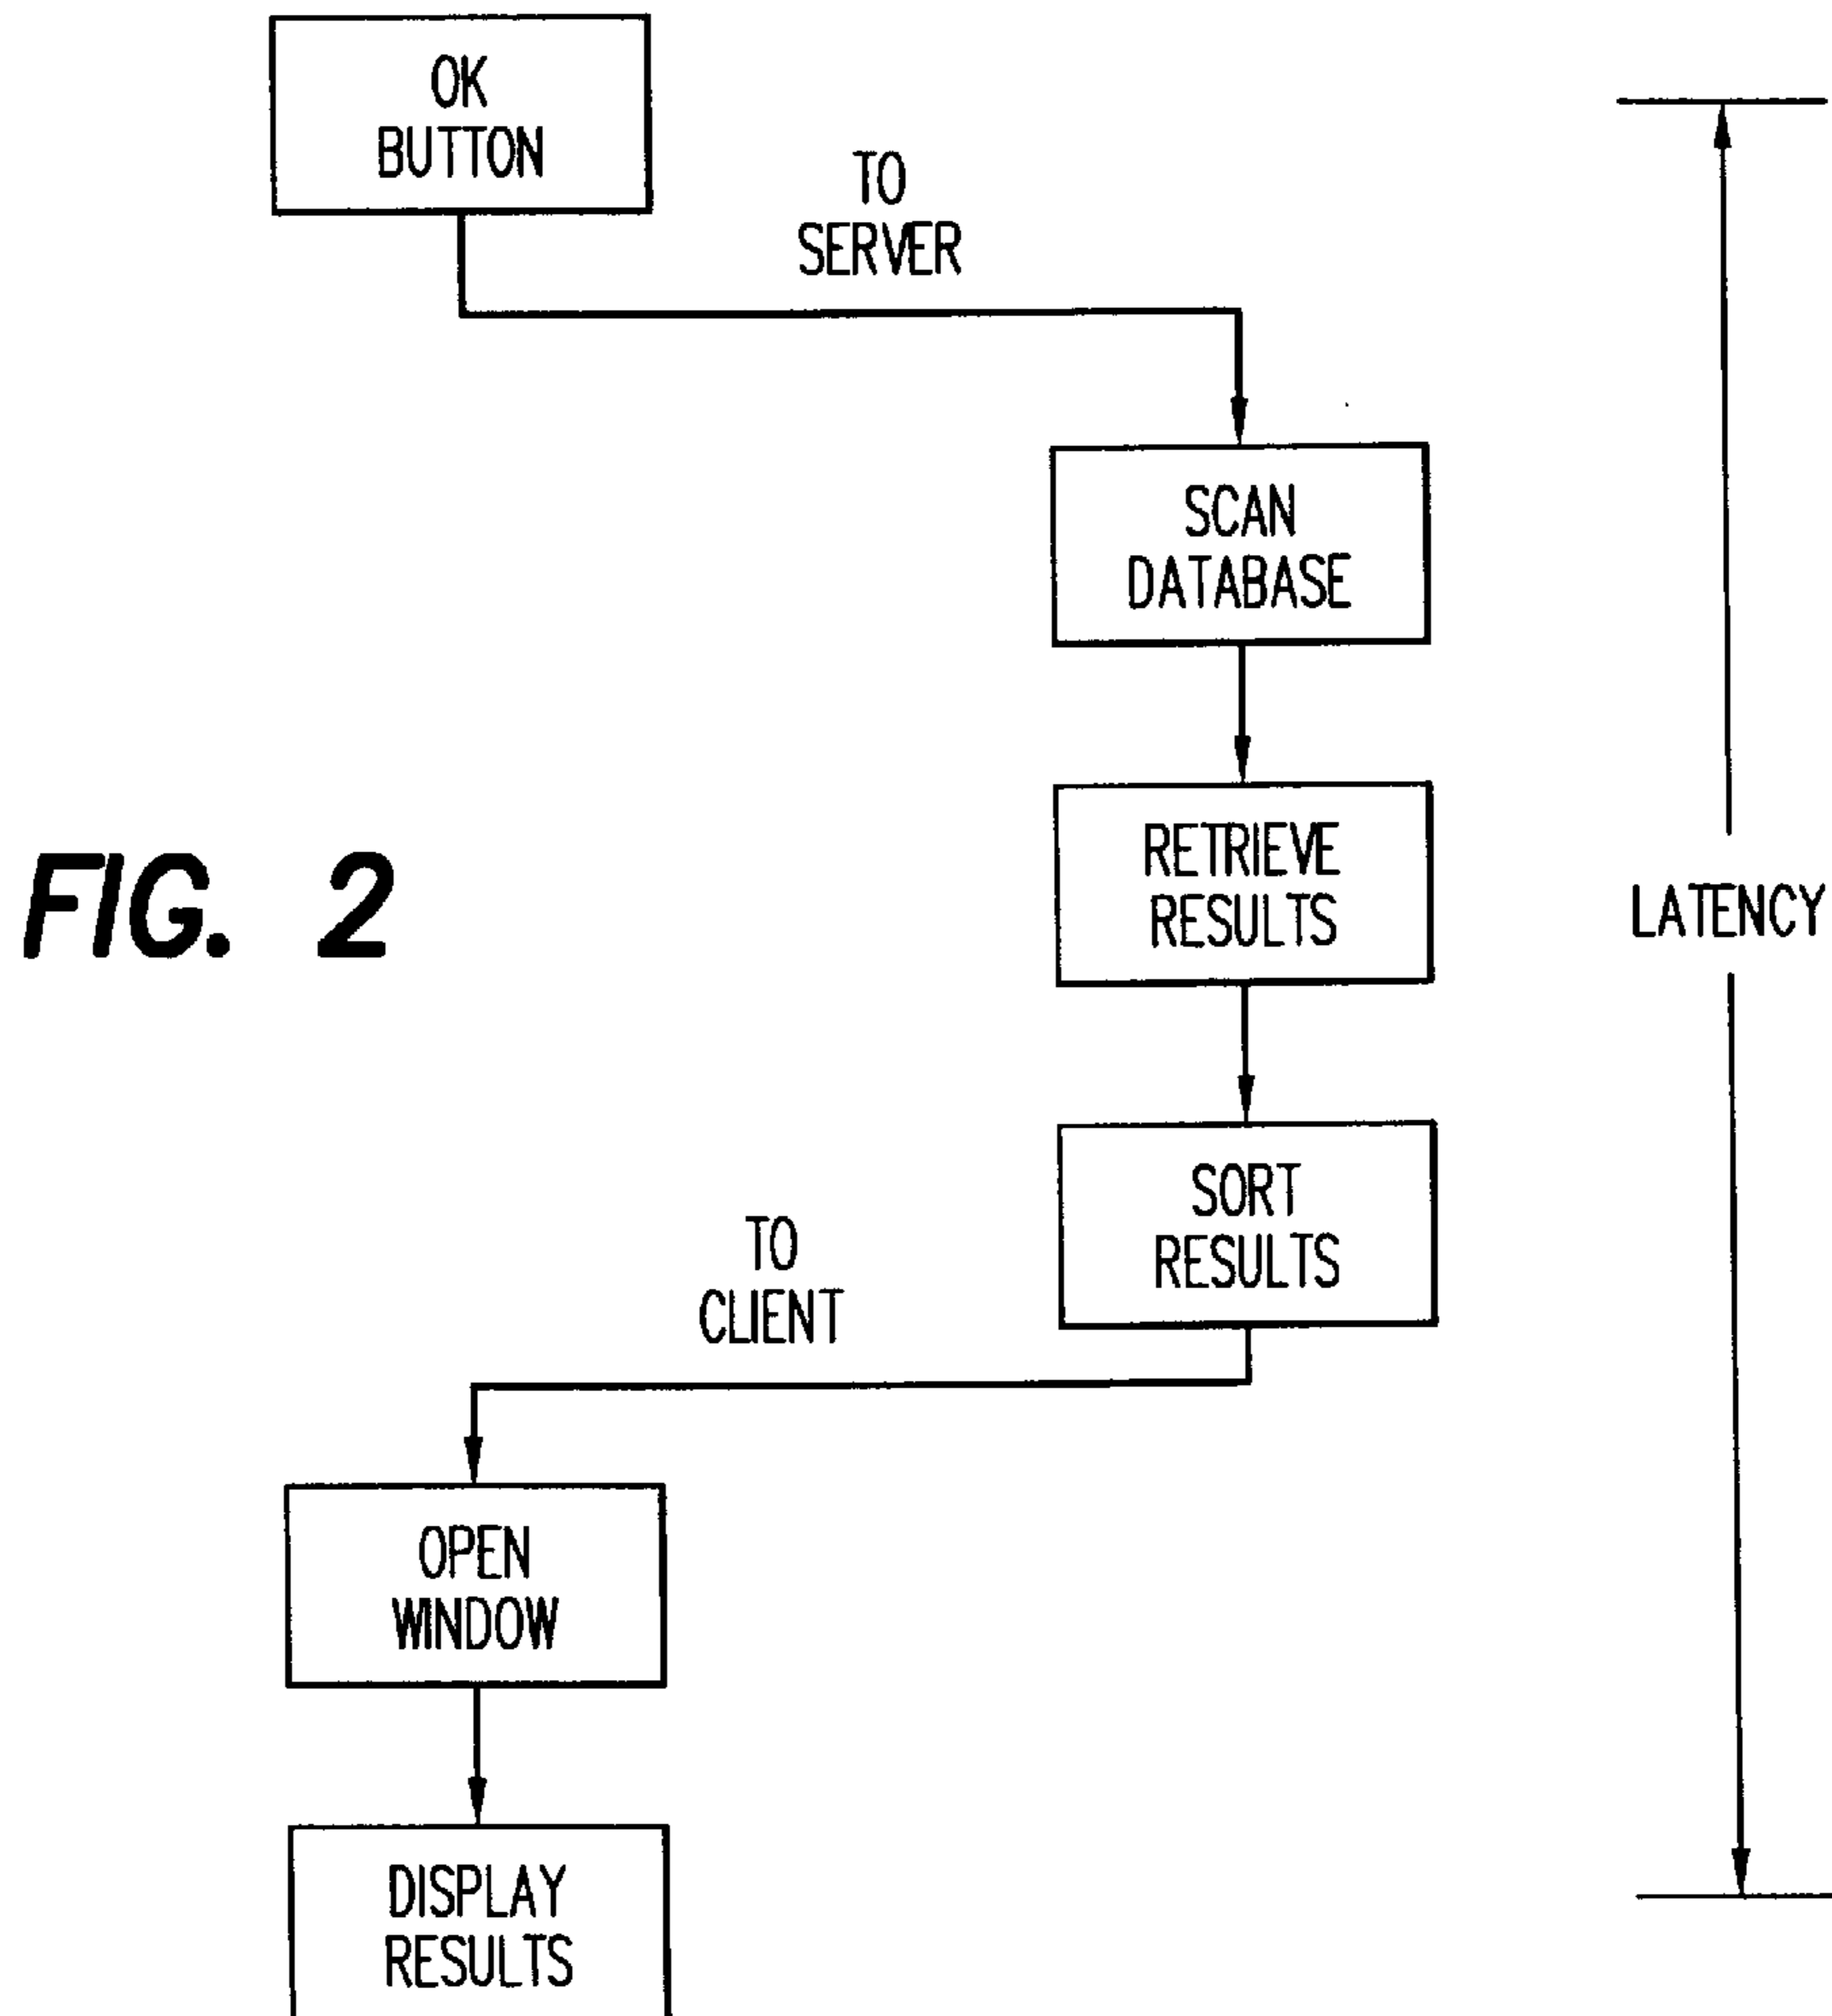 OK
BUTTON
TO
SERVER
SCAN
DATABASE
RETRIEVE
RESULTS
FIG. 2
LATENCY
SORT
RESULTS
TO
CLIENT
OPEN
WINDOW
DISPLAY
RESULTS